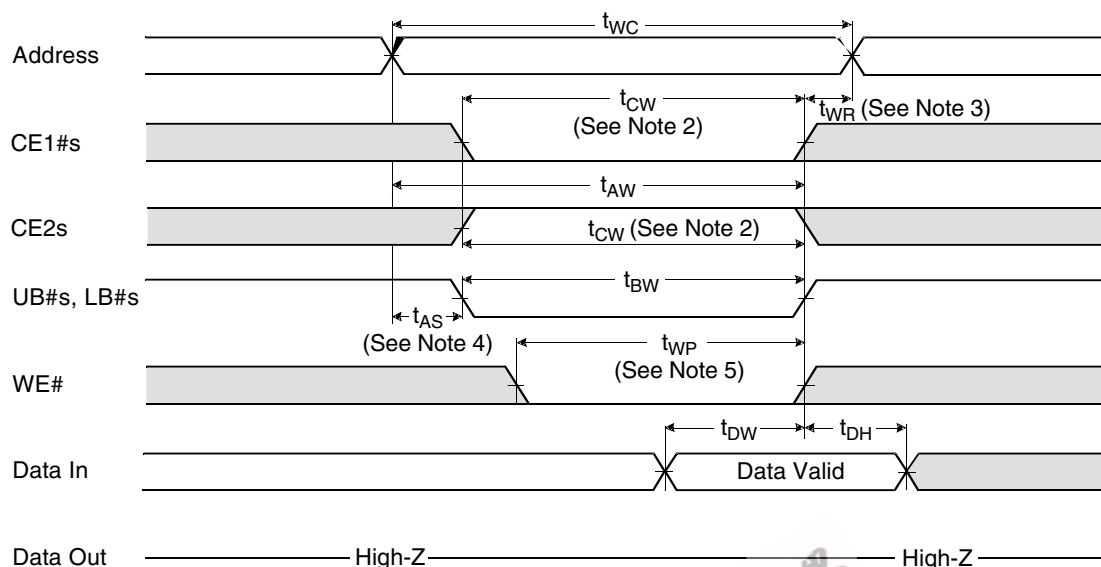 tWC
Address
tCW
(See Note 2)
tWR (See Note 3)
CE1#s
tAW
CE2s
tCW (See Note 2)
UB#s, LB#s
tBW
tAS
(See Note 4)
tWP
(See Note 5)
WE#
tDW
tDH
Data In
Data Valid
Data Out
High-Z
High-Z